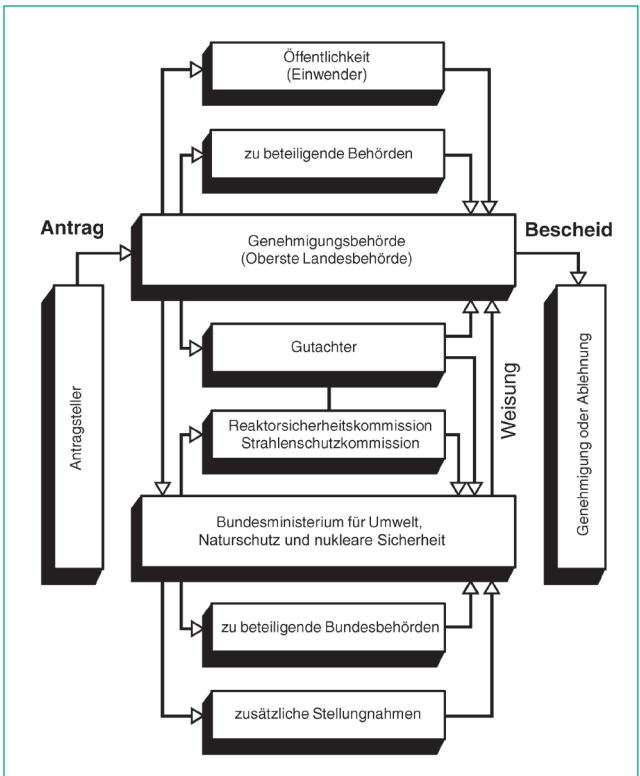 Öffentlichkeit
(Einwender)
zu beteiligende Behörden
Antrag
Genehmigungsbehörde
(Oberste Landesbehörde)
Bescheid
Antragsteller
Gutachter
Weisung
Genehmigung oder Ablehnung
Reaktorsicherheitskommission
Strahlenschutzkommission
Bundesministerium für Umwelt,
Naturschutz und nukleare Sicherheit
zu beteiligende Bundesbehörden
zusätzliche Stellungnahmen